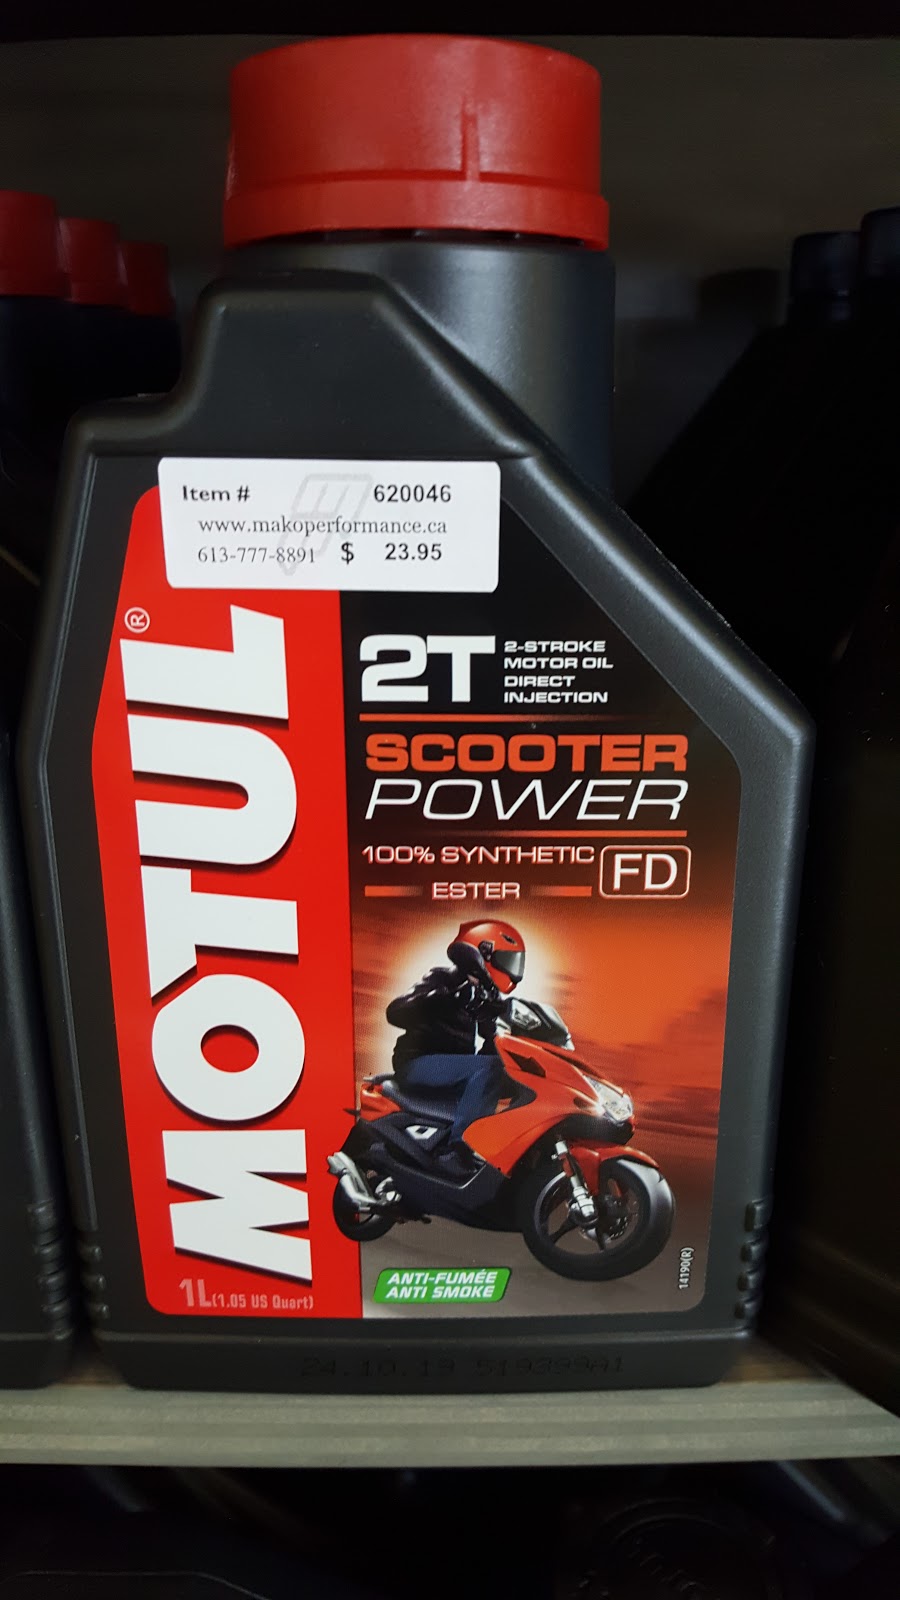 Item # 620046
www.makoperformance.ca
613-777-8891 $ 23.95
MOTUL®
2T
2-STROKE
MOTOR OIL
DIRECT
INJECTION
SCOOTER
POWER
100% SYNTHETIC
ESTER
FD
ANTI-FUMÉE
ANTI SMOKE
14190(R)
1L(1.05 US Quart)